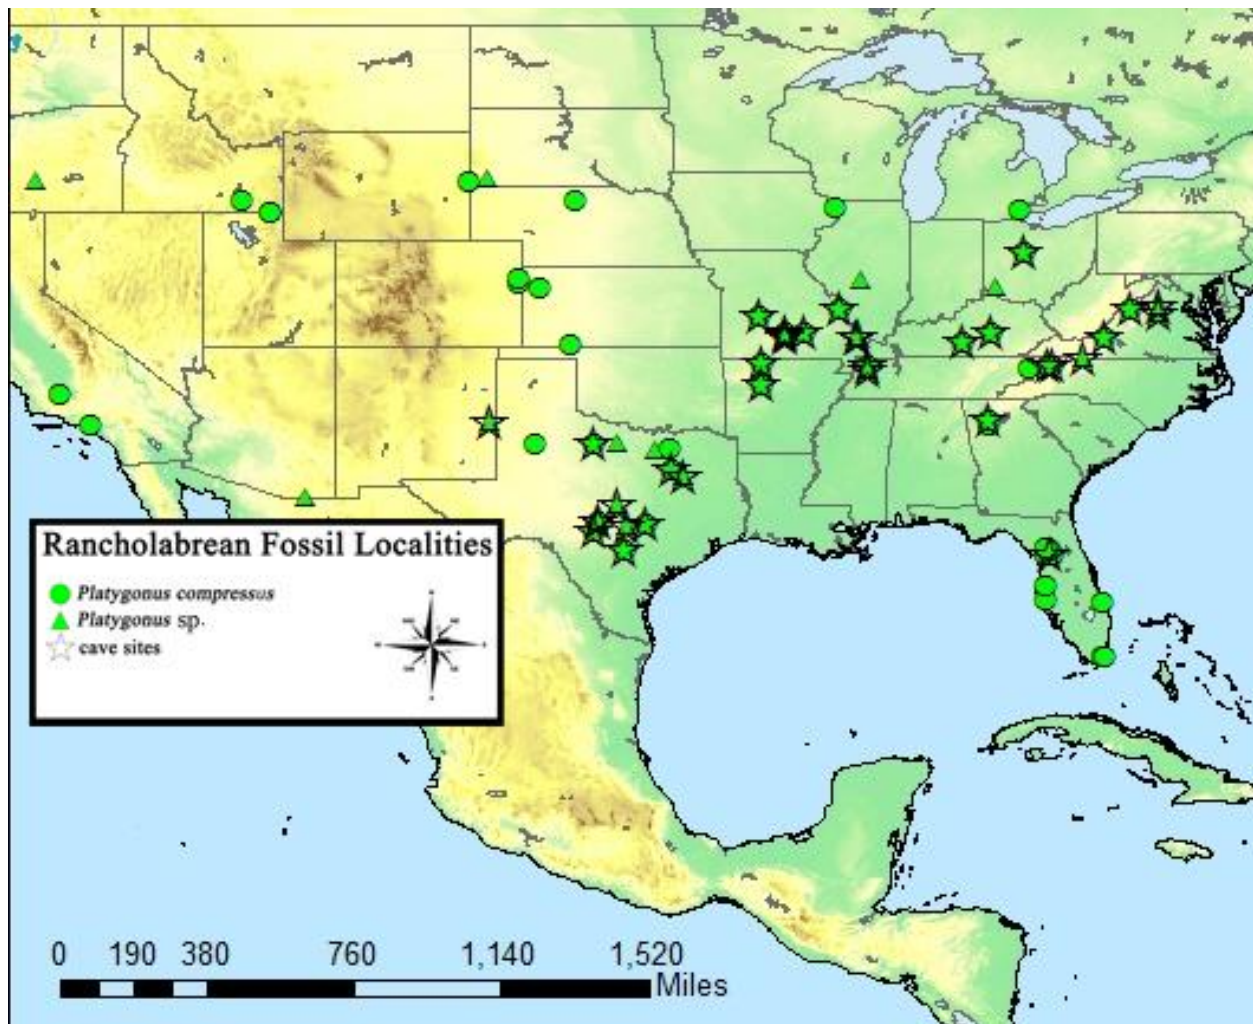 Rancholabrean Fossil Localities
Platygonus compressus
Platygonus sp.
cave sites
0 190 380 760 1,140 1,520
Miles